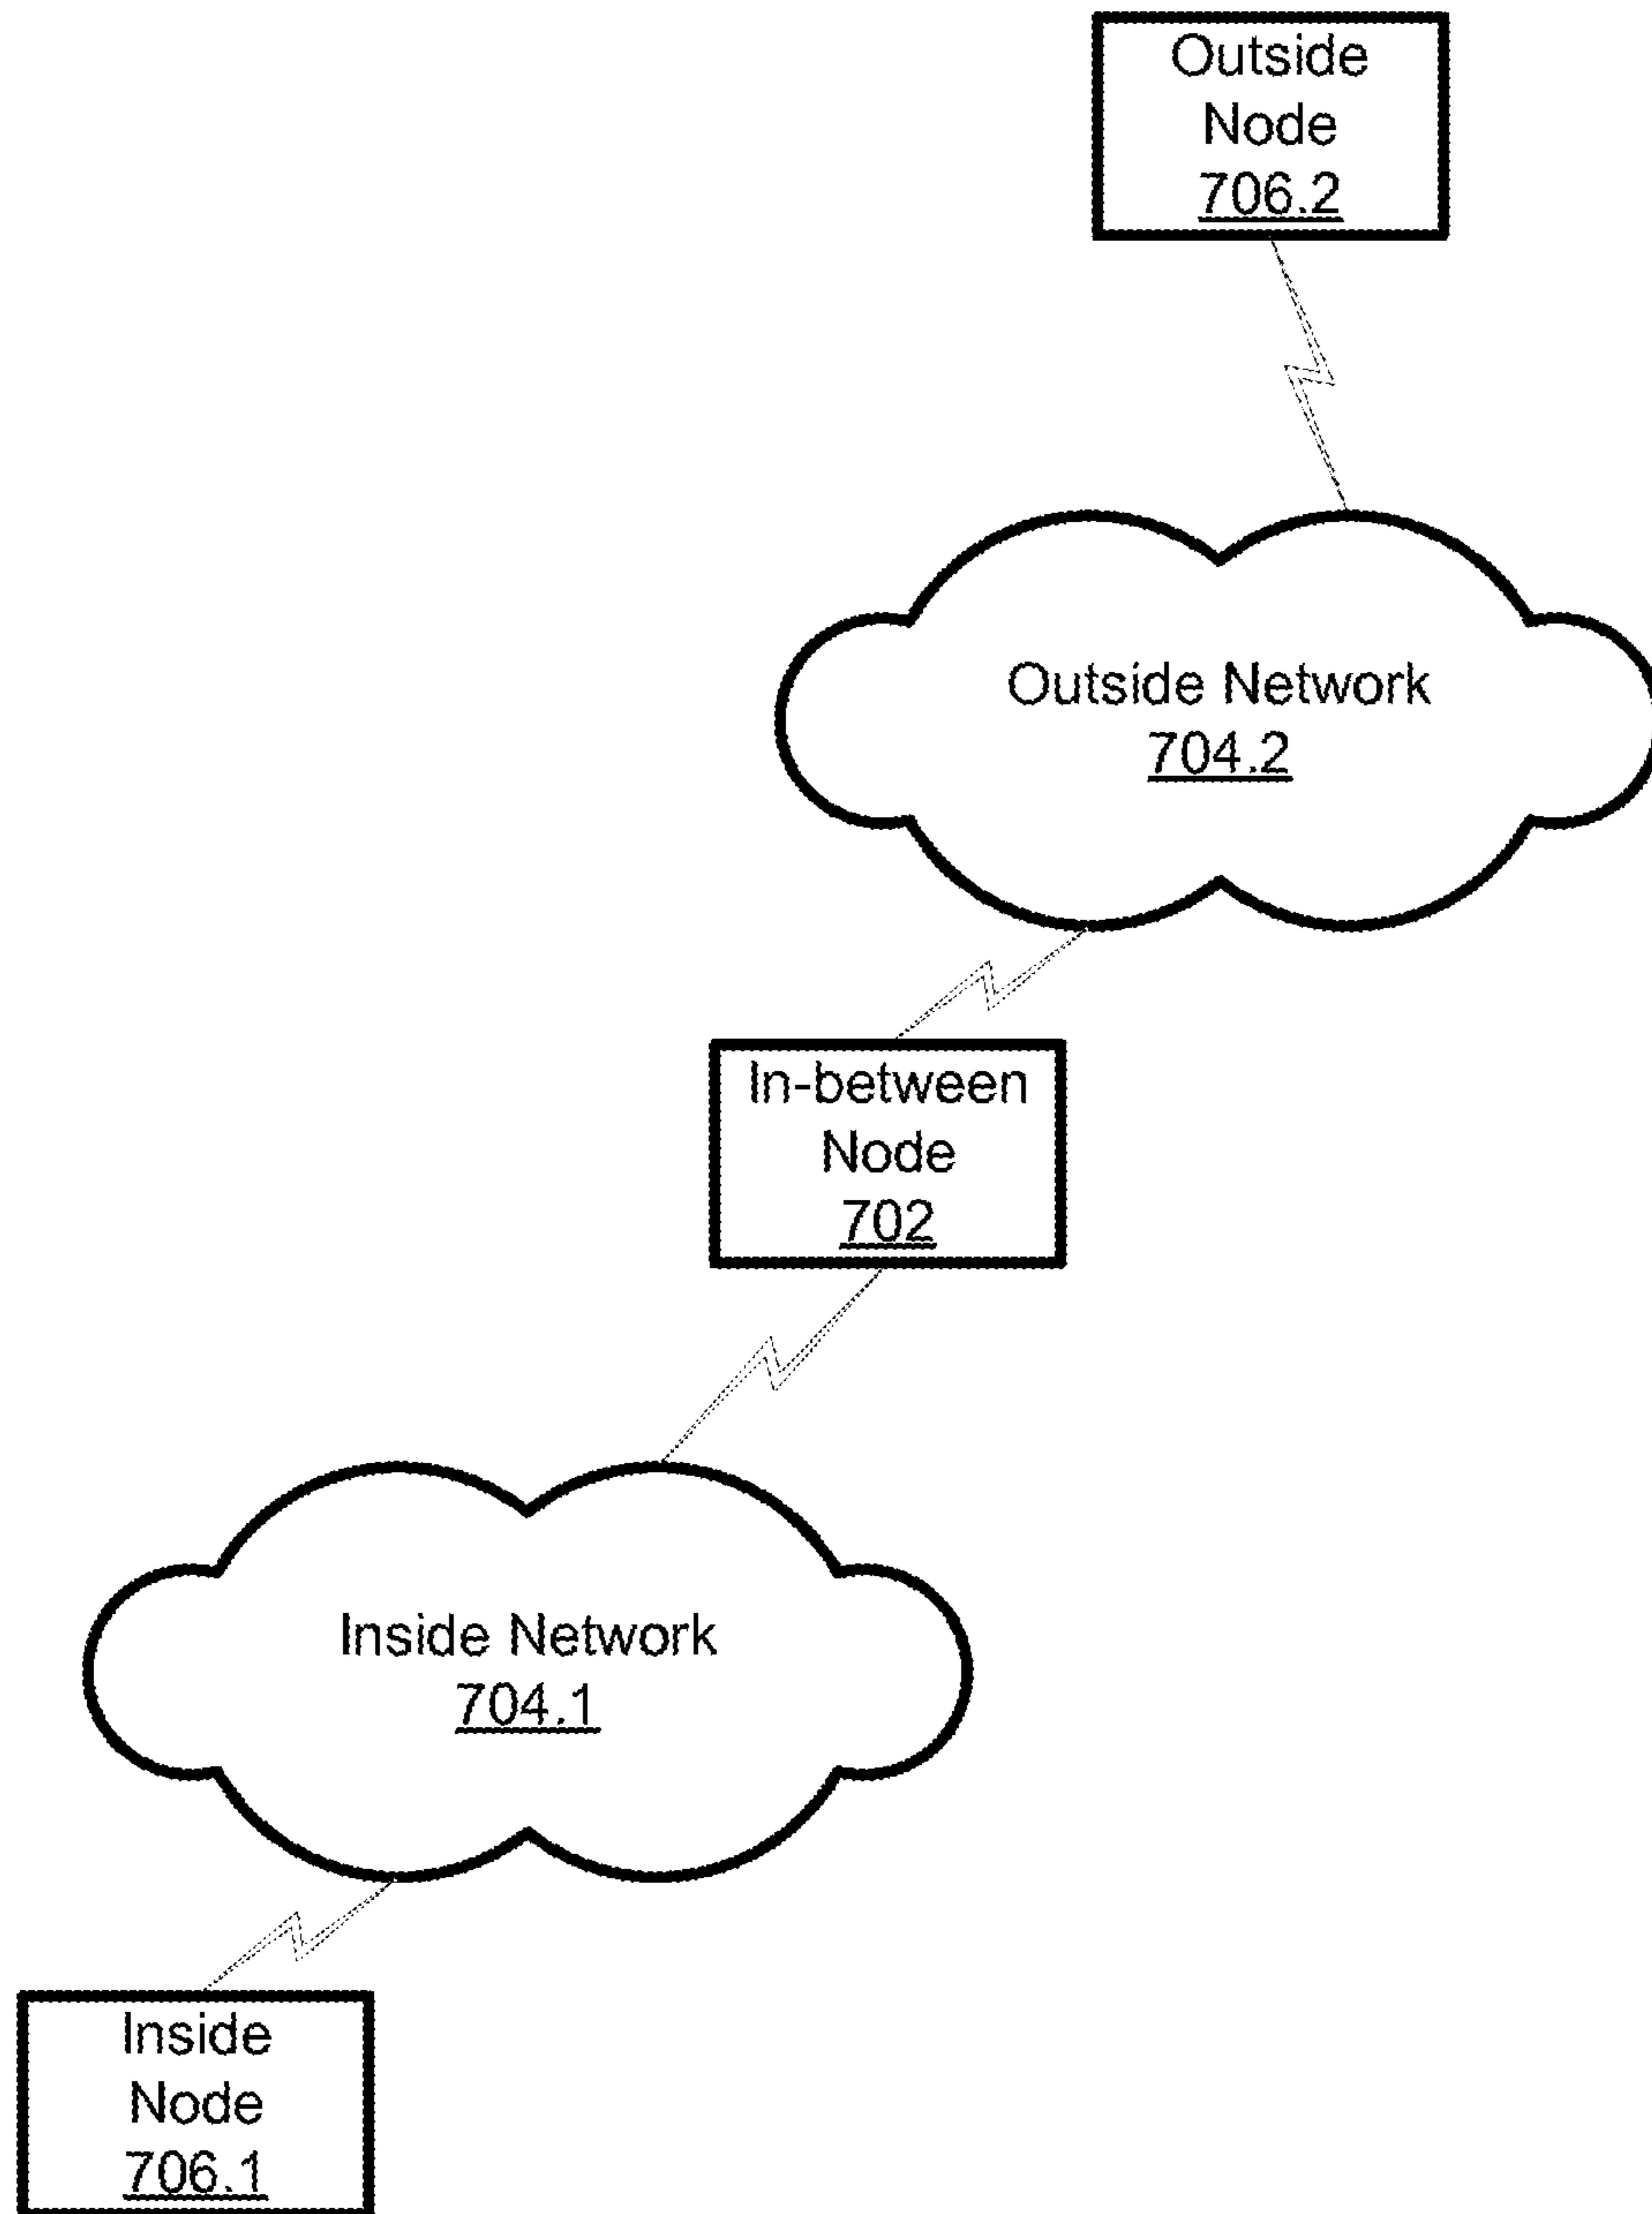 Outside
Node
706.2
Outside Network
704.2
In-between
Node
702
Inside Network
704.1
Inside
Node
706.1